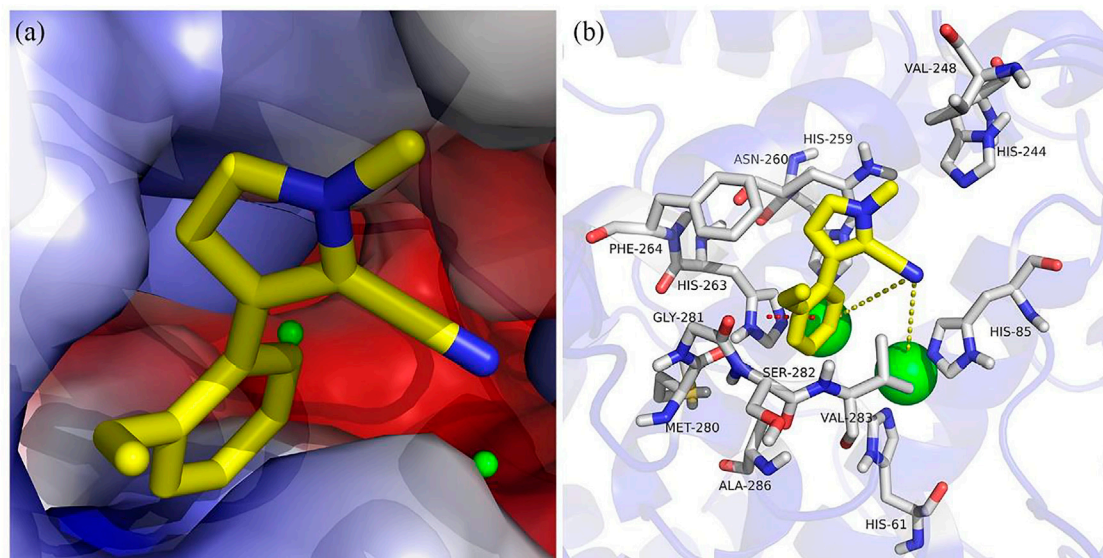 (a)
(b)
VAL-248
HIS-259
ASN-260
HIS-244
PHE-264
HIS-263
GLY-281
HIS-85
SER-282
VAL-283
MET-280
ALA-286
HIS-61